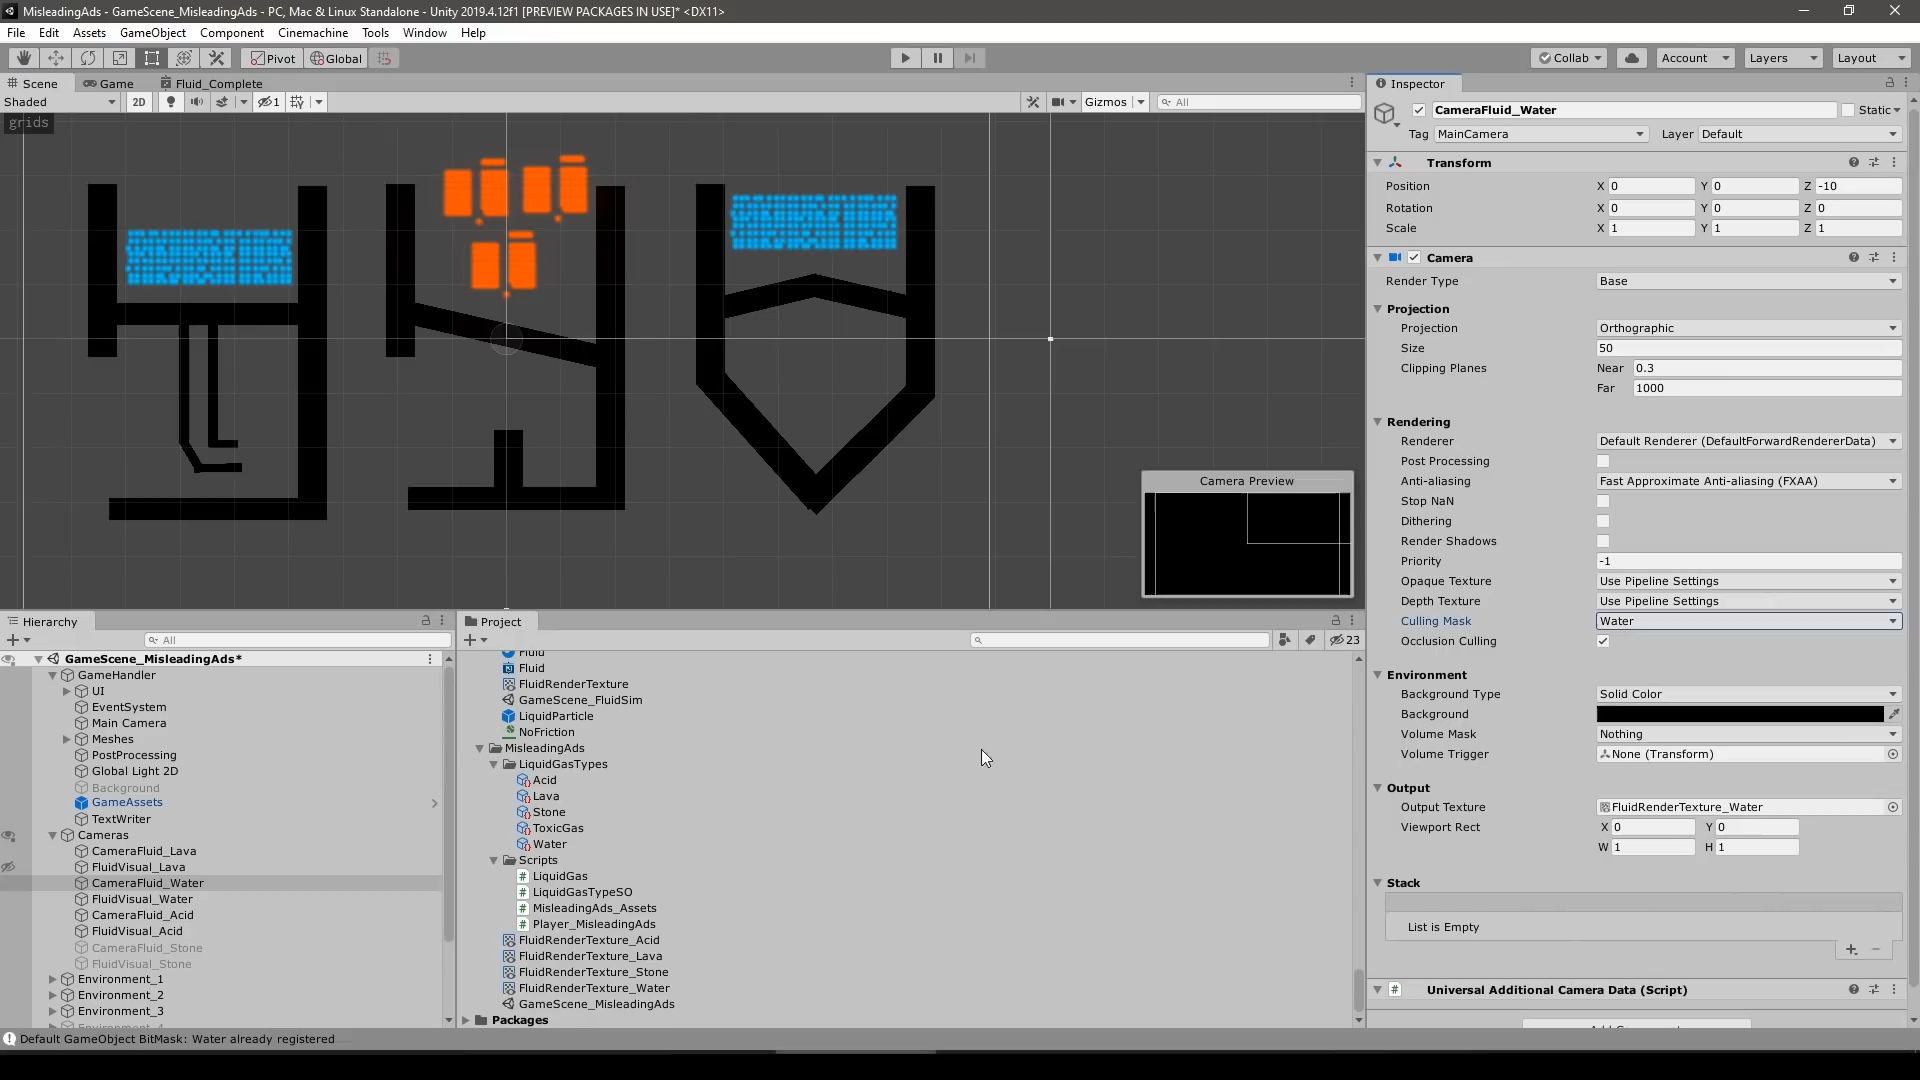 MisleadingAds - GameScene_MisleadingAds - PC, Mac & Linux Standalone - Unity 2019.4.12f1 [PREVIEW PACKAGES IN USE]* <DX11>
File Edit Assets GameObject Component Cinemachine Tools Window Help
Pivot Global Collab Account Layers Layout
Scene Game Fluid_Complete
Shaded 2D 1 Gizmos All
grids
Camera Preview
Inspector
CameraFluid_Water Static
Tag MainCamera Layer Default
Transform
Position X 0 Y 0 Z -10
Rotation X 0 Y 0 Z 0
Scale X 1 Y 1 Z 1
Camera
Render Type Base
Projection
Projection Orthographic
Size 50
Clipping Planes Near 0.3
Far 1000
Rendering
Renderer Default Renderer (DefaultForwardRendererData)
Post Processing
Anti-aliasing Fast Approximate Anti-aliasing (FXAA)
Stop NaN
Dithering
Render Shadows
Priority -1
Opaque Texture Use Pipeline Settings
Depth Texture Use Pipeline Settings
Culling Mask Water
Occlusion Culling
Environment
Background Type Solid Color
Background
Volume Mask Nothing
Volume Trigger None (Transform)
Output
Output Texture FluidRenderTexture_Water
Viewport Rect X 0 Y 0
W 1 H 1
Stack
List is Empty
Universal Additional Camera Data (Script)
Hierarchy
All
GameScene_MisleadingAds*
GameHandler
UI
EventSystem
Main Camera
Meshes
PostProcessing
Global Light 2D
Background
GameAssets
TextWriter
Cameras
CameraFluid_Lava
FluidVisual_Lava
CameraFluid_Water
FluidVisual_Water
CameraFluid_Acid
FluidVisual_Acid
CameraFluid_Stone
FluidVisual_Stone
Environment_1
Environment_2
Environment_3
Project
23
Fluid
Fluid
FluidRenderTexture
GameScene_FluidSim
LiquidParticle
NoFriction
MisleadingAds
LiquidGasTypes
Acid
Lava
Stone
ToxicGas
Water
Scripts
LiquidGas
LiquidGasTypeSO
MisleadingAds_Assets
Player_MisleadingAds
FluidRenderTexture_Acid
FluidRenderTexture_Lava
FluidRenderTexture_Stone
FluidRenderTexture_Water
GameScene_MisleadingAds
Packages
Default GameObject BitMask: Water already registered